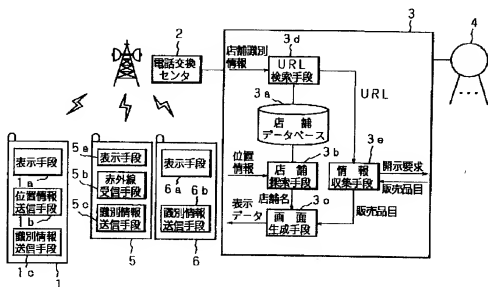 2
電話交換
センタ
店舗識別
情報
3
3d
URL
検索手段
4
URL
3a
店舗
データベース
位置
情報
3b
店舗
探索手段
3e
情報
収集手段
開示要求
販売品目
店舗名
表示
データ
3c
画面
生成手段
販売品目
表示手段
1a
位置情報
送信手段
1b
識別情報
送信手段
1c
1
5a
表示手段
5b
赤外線
受信手段
5c
識別情報
送信手段
5
表示手段
6a
6b
識別情報
送信手段
6